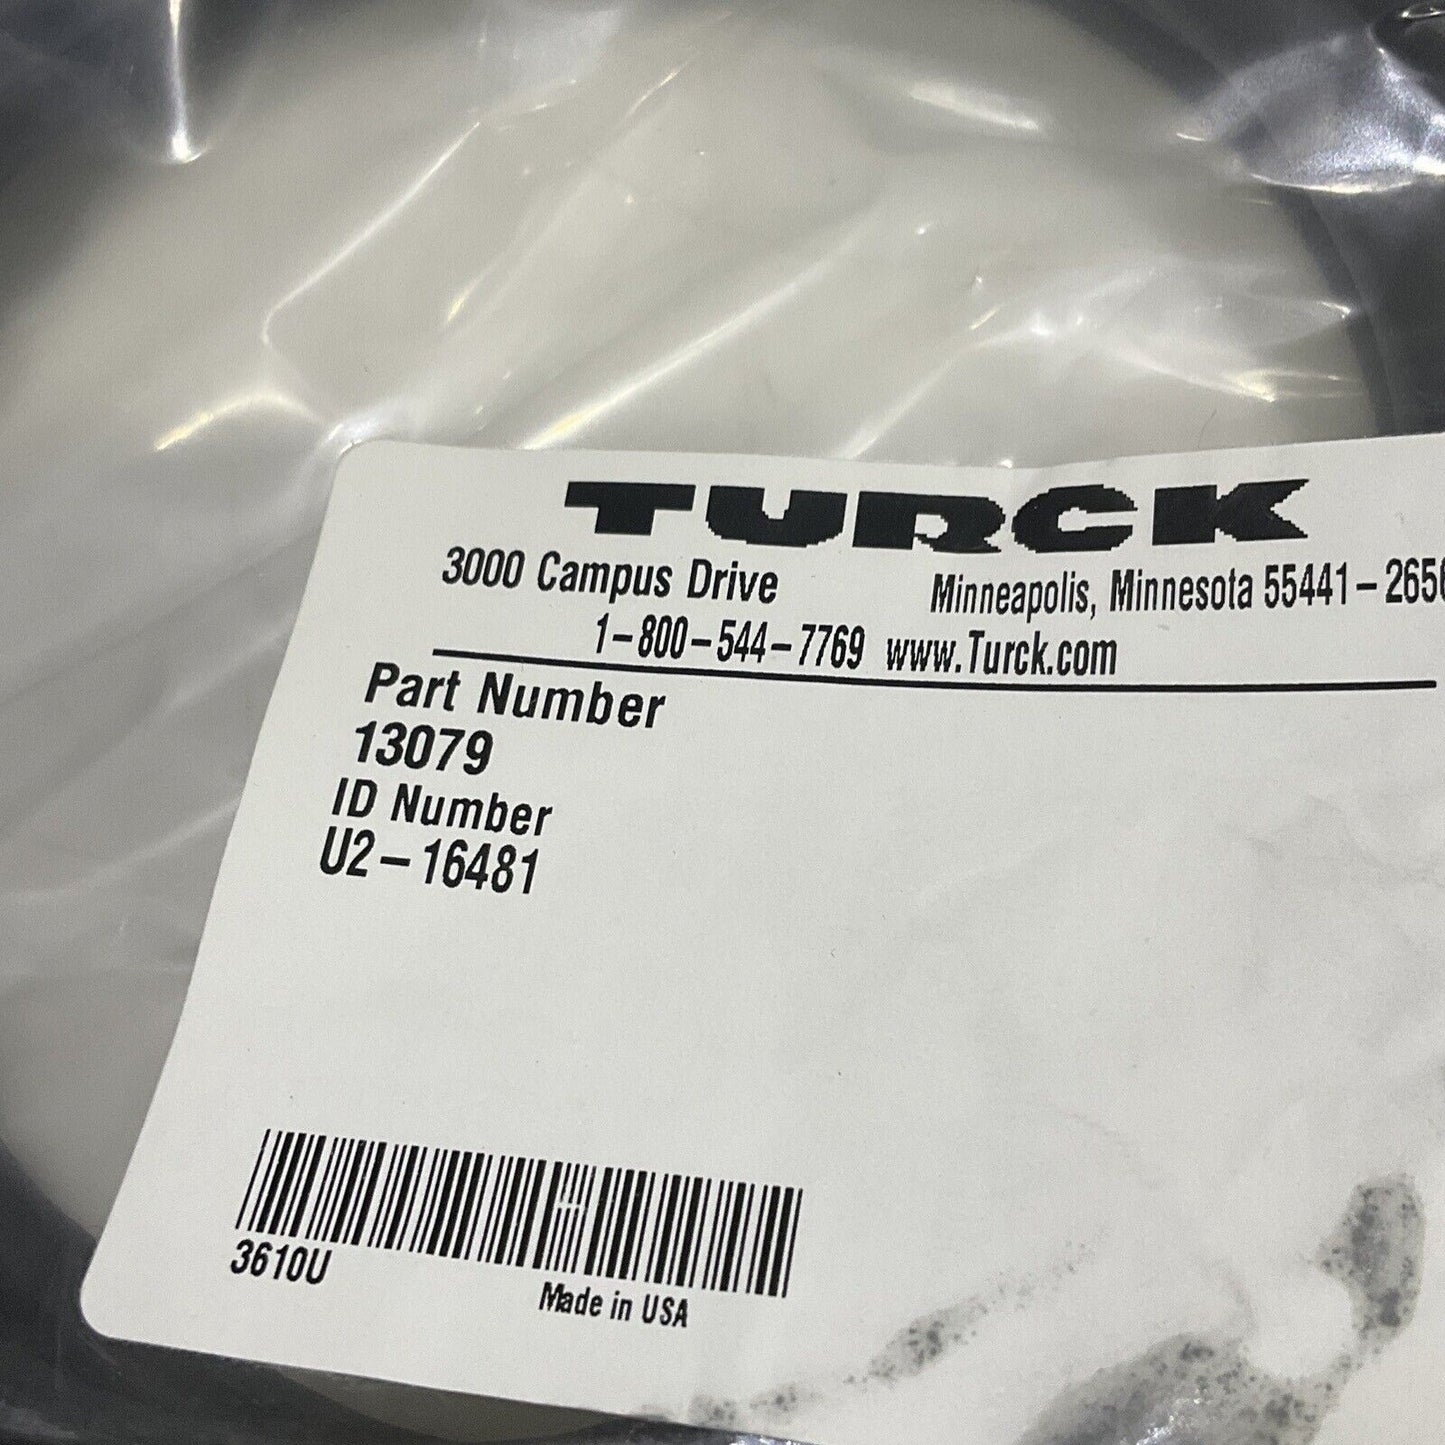 TURCK
3000 Campus Drive Minneapolis, Minnesota 55441-265
1-800-544-7769 www.Turck.com
Part Number
13079
ID Number
U2-16481
3610U
Made in USA